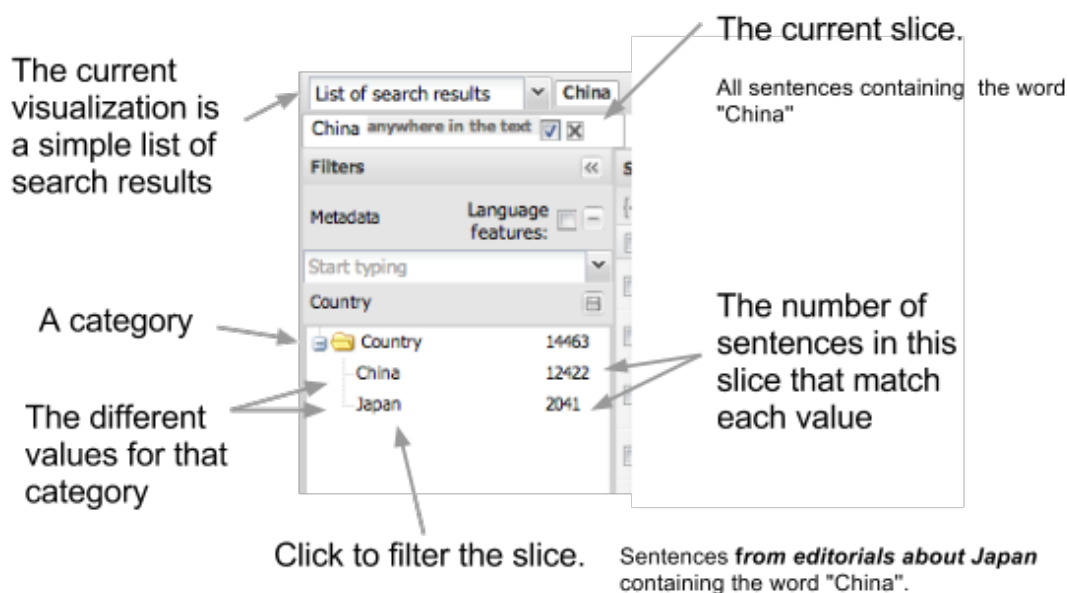 The current slice.
All sentences containing the word
"China"
The current
visualization is
a simple list of
search results
List of search results
China
China anywhere in the text
Filters
S
Metadata
Language
features:
Start typing
Country
A category
Country 14463
China 12422
Japan 2041
The number of
sentences in this
slice that match
each value
The different
values for that
category
Click to filter the slice.
Sentences from editorials about Japan
containing the word "China".